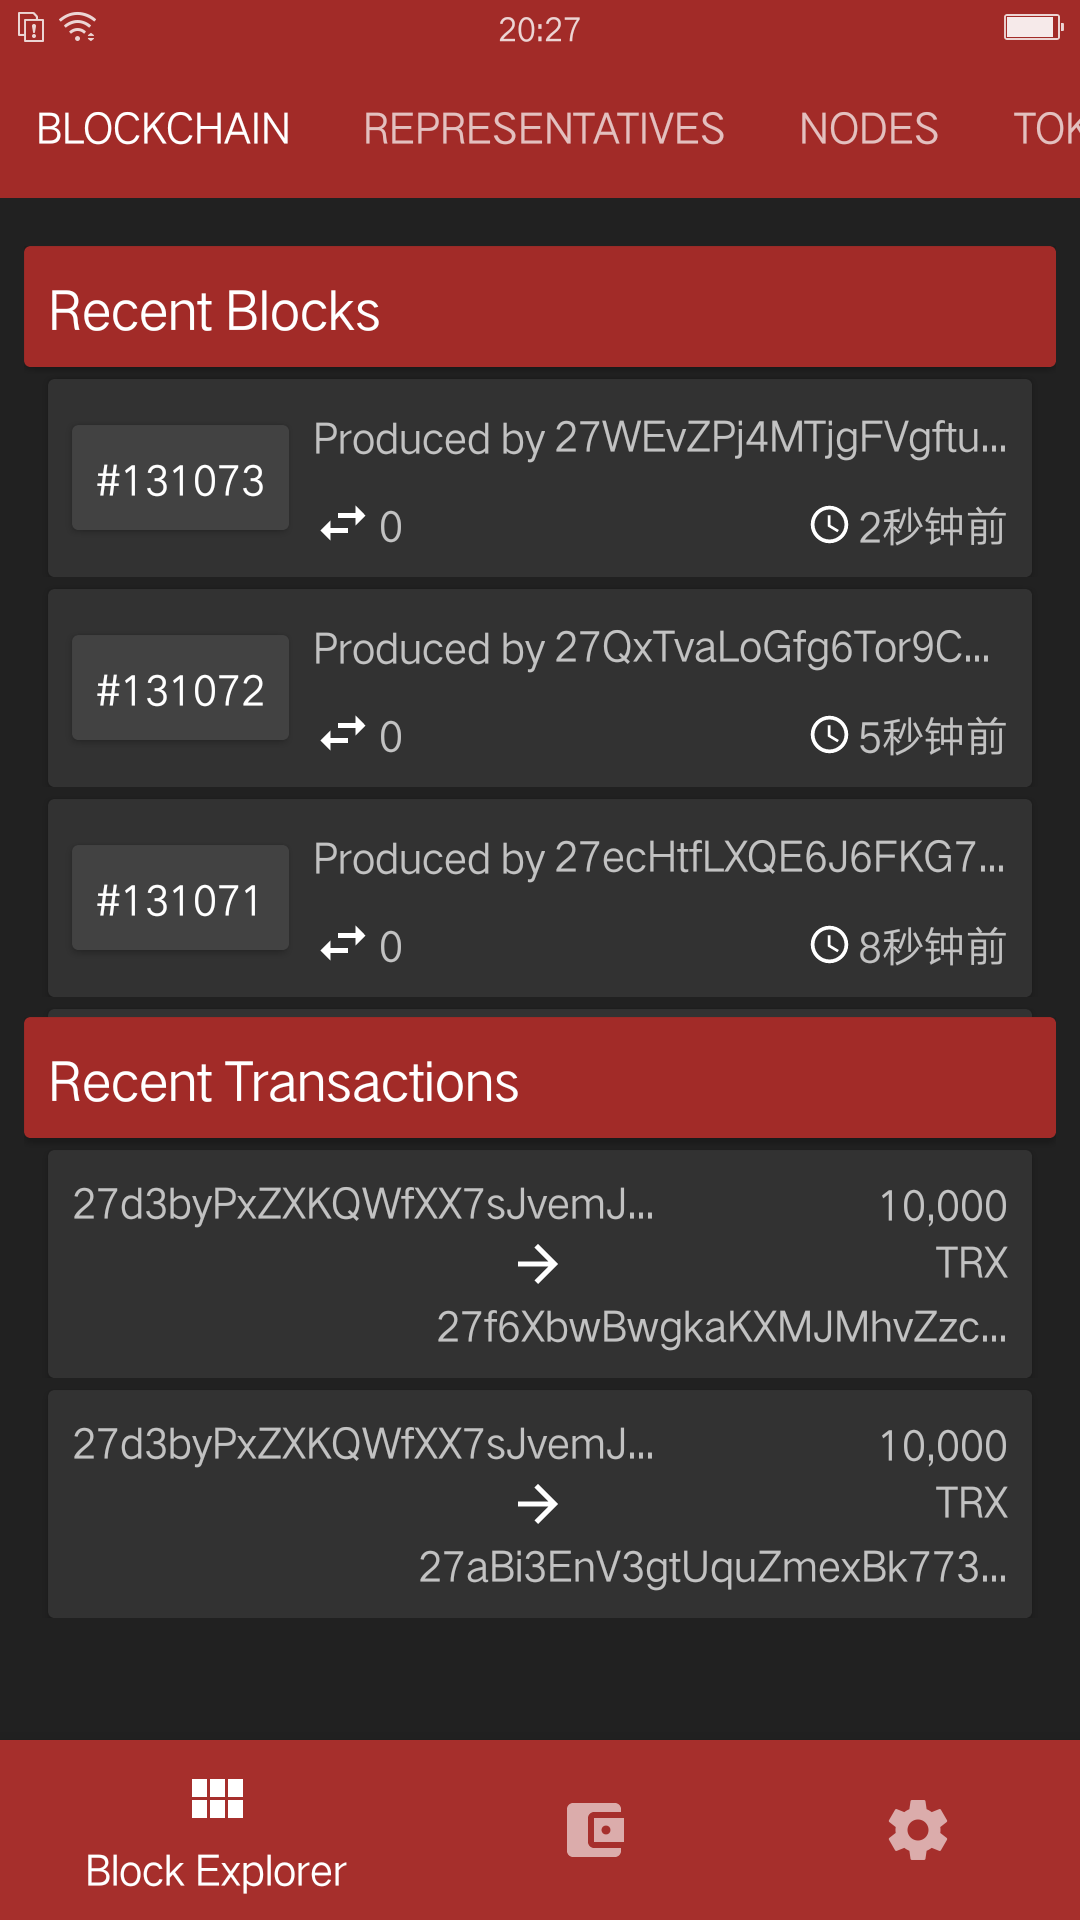 20:27
BLOCKCHAIN REPRESENTATIVES NODES TOK
Recent Blocks
#131073
Produced by 27WEvZPj4MTjgFVgftu...
0 2秒钟前
#131072
Produced by 27QxTvaLoGfg6Tor9C...
0 5秒钟前
#131071
Produced by 27ecHtfLXQE6J6FKG7...
0 8秒钟前
Recent Transactions
27d3byPxZXKQWfXX7sJvemJ... 10,000
TRX
27f6XbwBwgkaKXMJMhvZzc...
27d3byPxZXKQWfXX7sJvemJ... 10,000
TRX
27aBi3EnV3gtUquZmexBk773...
Block Explorer